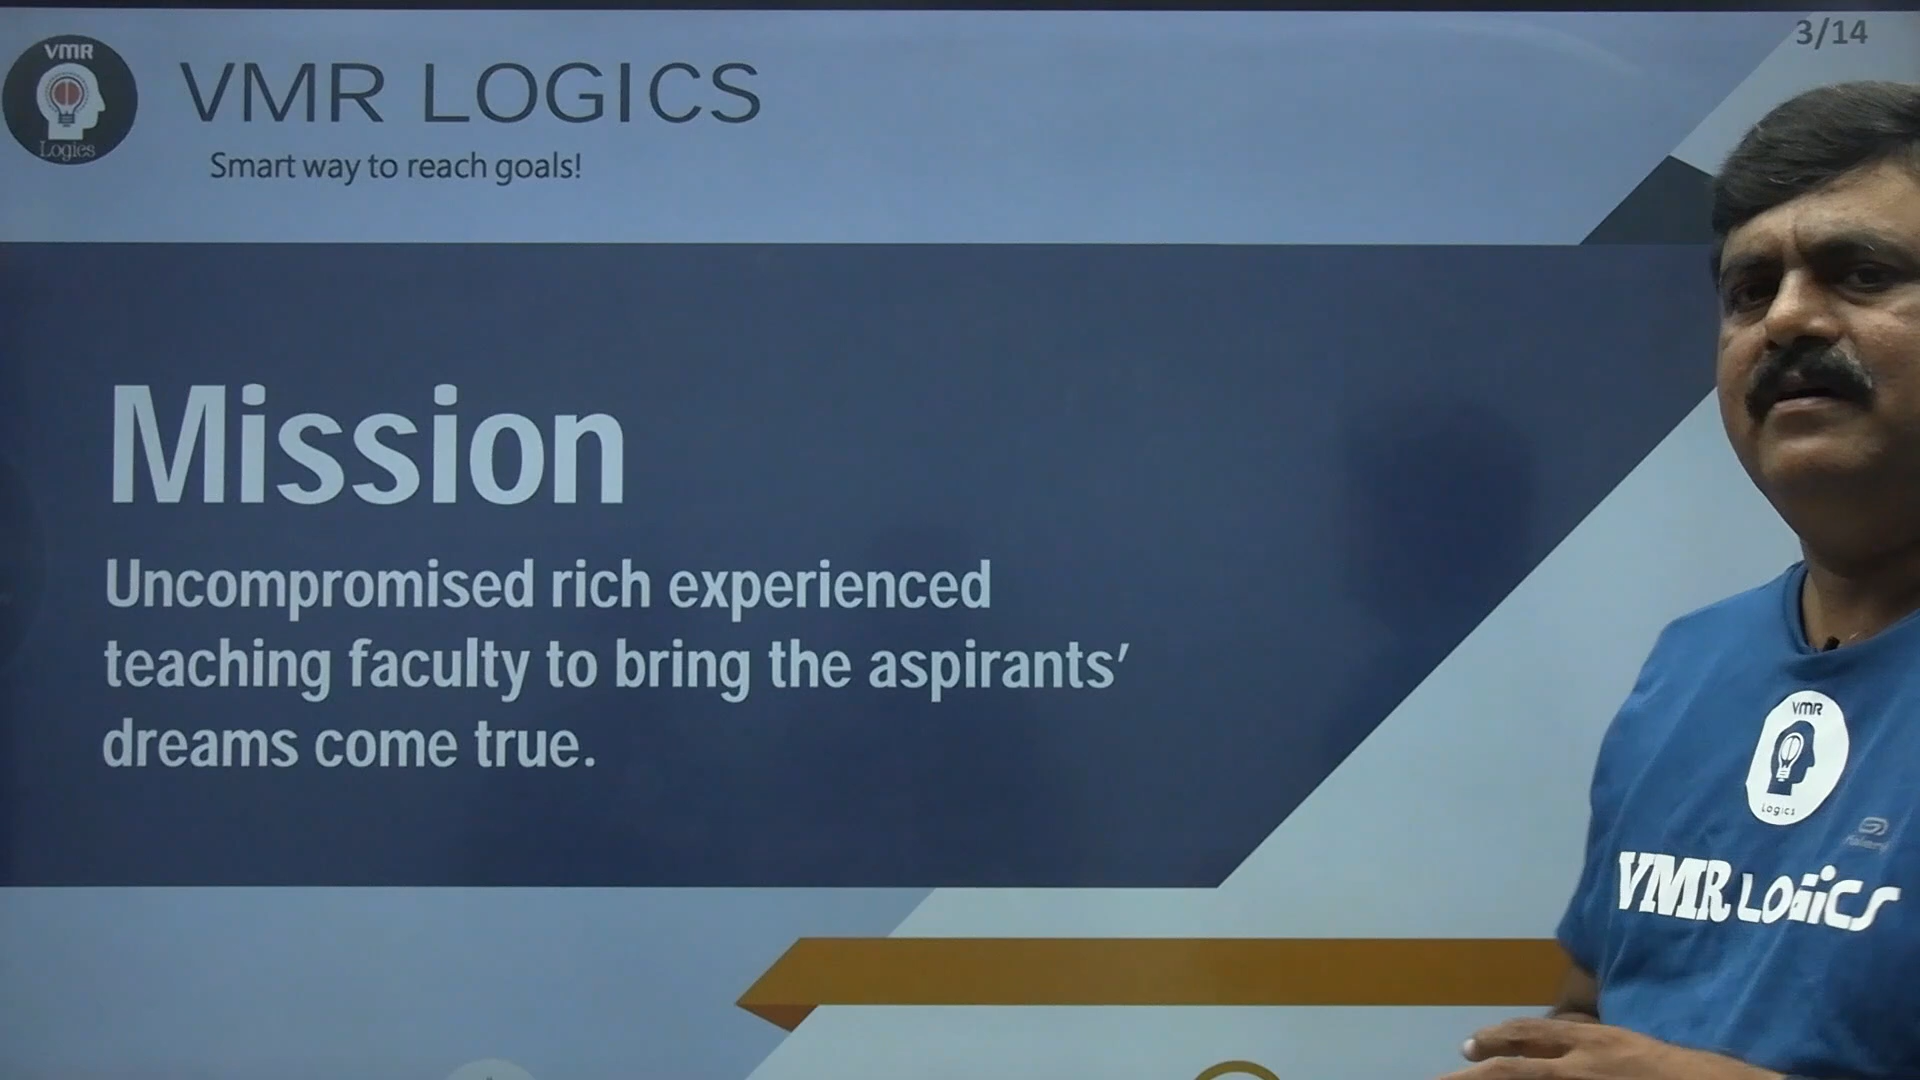 3/14
VMR
Logics
VMR LOGICS
Smart way to reach goals!
Mission
Uncompromised rich experienced
teaching faculty to bring the aspirants’
dreams come true.
VMR
Logics
VMR LOGiCS